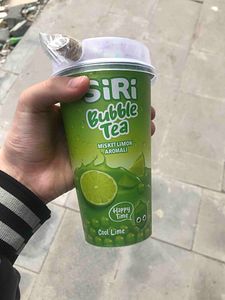 SiRi
Bubble
Tea
MISKET LİMON
AROMALI
Happy
Time
Cool Lime